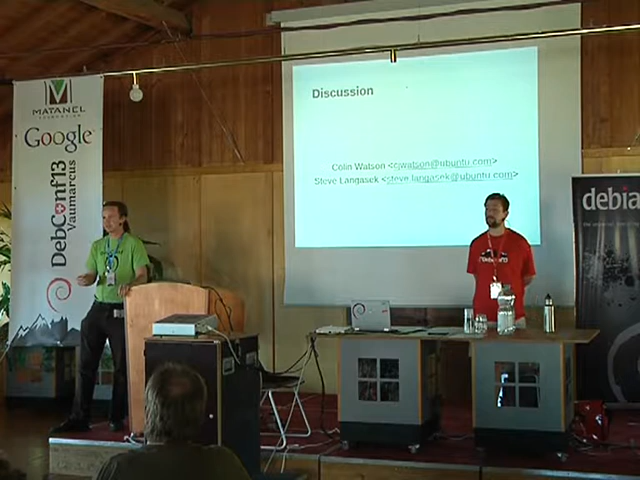 MATANEL
Google
DebConf13
Vaumarcus
Discussion
Colin Watson <cjwatson@ubuntu.com>
Steve Langasek <steve.langasek@ubuntu.com>
debia